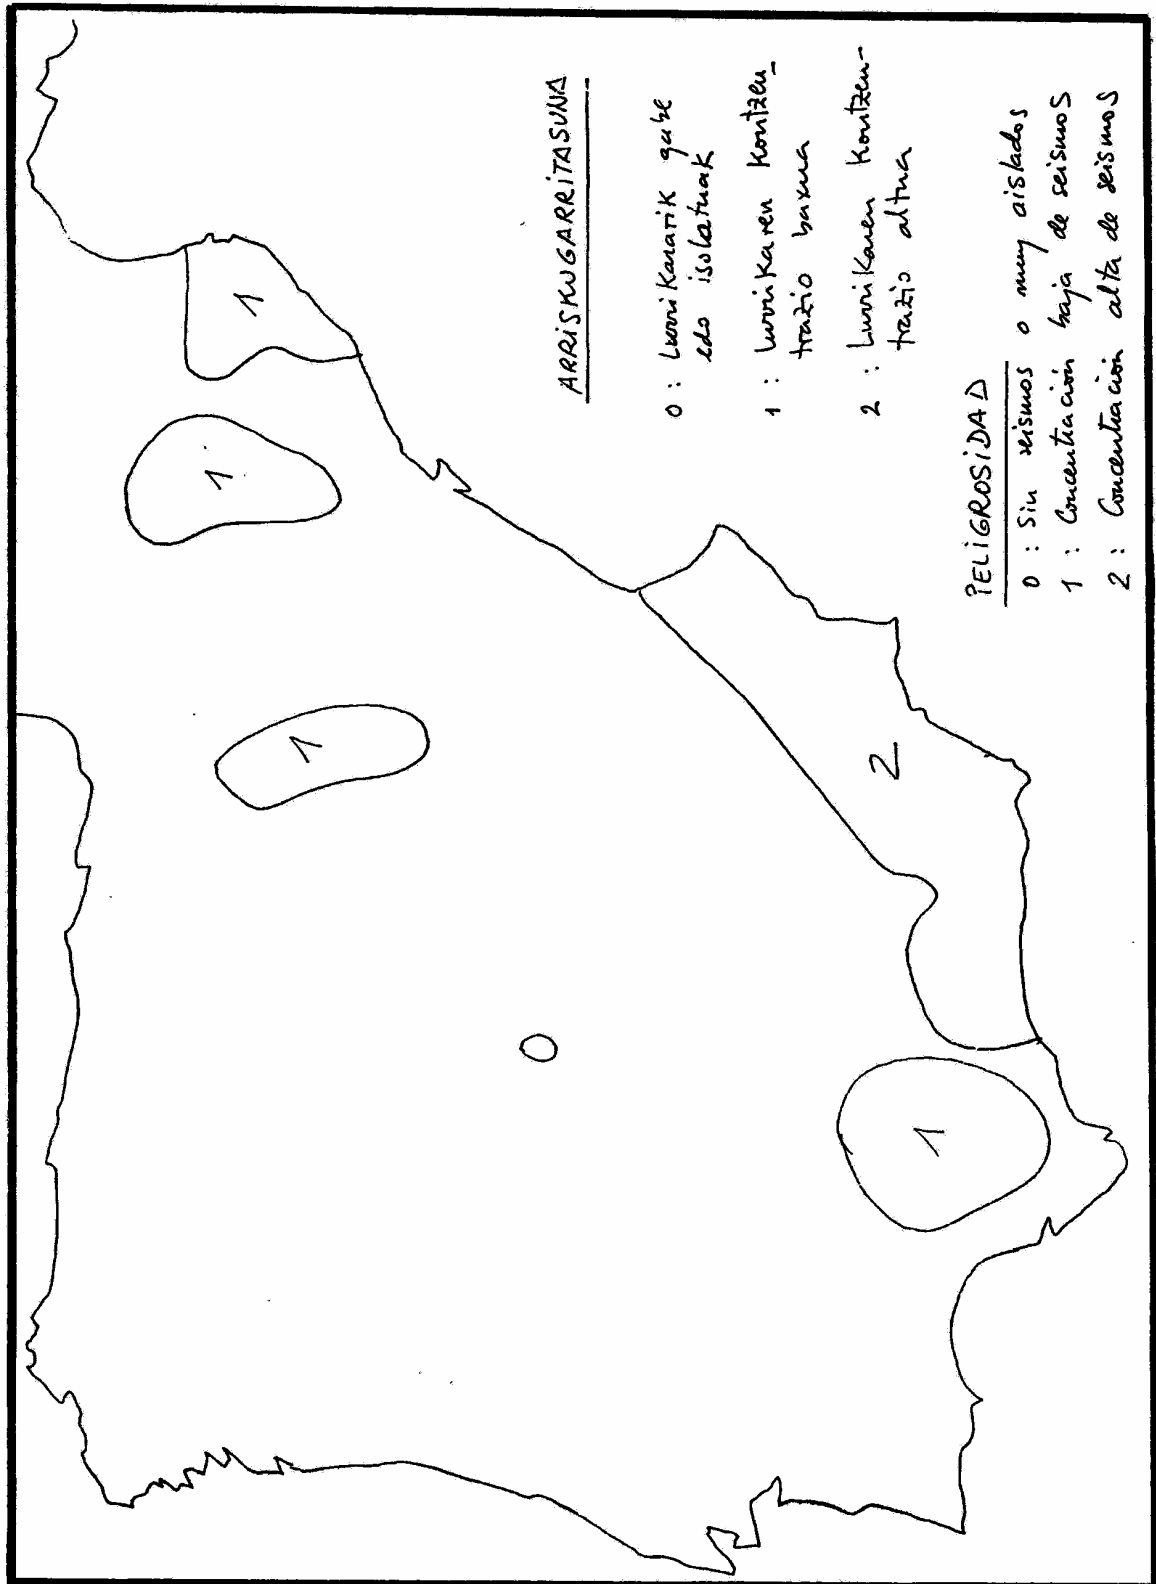 ARRISKUGARRITASUNA
0 : Lurrikararik gabe
edo isolatuak
1 : Lurrikaren kontzen-
trazio baxua
2 : Lurrikaren kontzen-
trazio altua
PELIGROSIDAD
0 : Sin seismos o muy aislados
1 : Concentración baja de seismos
2 : Concentración alta de seismos
1
1
1
0
2
1